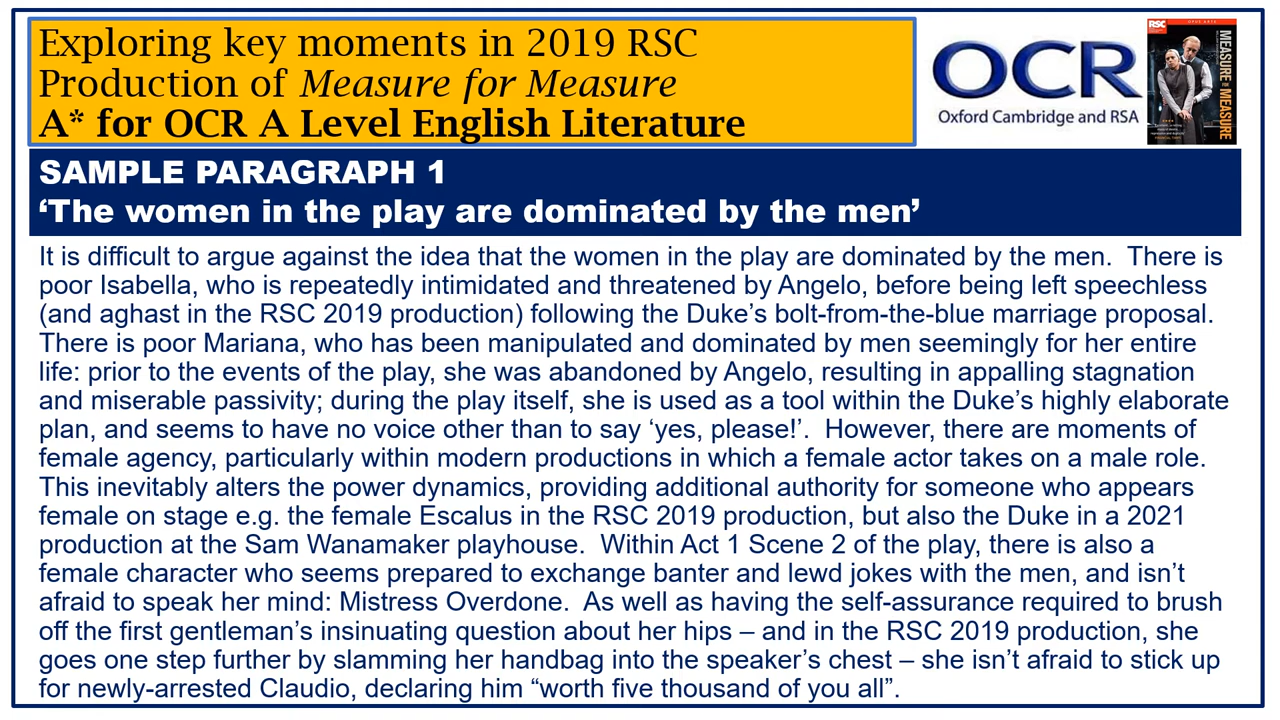 Exploring key moments in 2019 RSC
Production of Measure for Measure
A* for OCR A Level English Literature
OCR
Oxford Cambridge and RSA
RSC
MEASURE FOR MEASURE
SAMPLE PARAGRAPH 1
‘The women in the play are dominated by the men’
It is difficult to argue against the idea that the women in the play are dominated by the men.  There is
poor Isabella, who is repeatedly intimidated and threatened by Angelo, before being left speechless
(and aghast in the RSC 2019 production) following the Duke’s bolt-from-the-blue marriage proposal.
There is poor Mariana, who has been manipulated and dominated by men seemingly for her entire
life: prior to the events of the play, she was abandoned by Angelo, resulting in appalling stagnation
and miserable passivity; during the play itself, she is used as a tool within the Duke’s highly elaborate
plan, and seems to have no voice other than to say ‘yes, please!’.  However, there are moments of
female agency, particularly within modern productions in which a female actor takes on a male role.
This inevitably alters the power dynamics, providing additional authority for someone who appears
female on stage e.g. the female Escalus in the RSC 2019 production, but also the Duke in a 2021
production at the Sam Wanamaker playhouse.  Within Act 1 Scene 2 of the play, there is also a
female character who seems prepared to exchange banter and lewd jokes with the men, and isn’t
afraid to speak her mind: Mistress Overdone.  As well as having the self-assurance required to brush
off the first gentleman’s insinuating question about her hips – and in the RSC 2019 production, she
goes one step further by slamming her handbag into the speaker’s chest – she isn’t afraid to stick up
for newly-arrested Claudio, declaring him “worth five thousand of you all”.